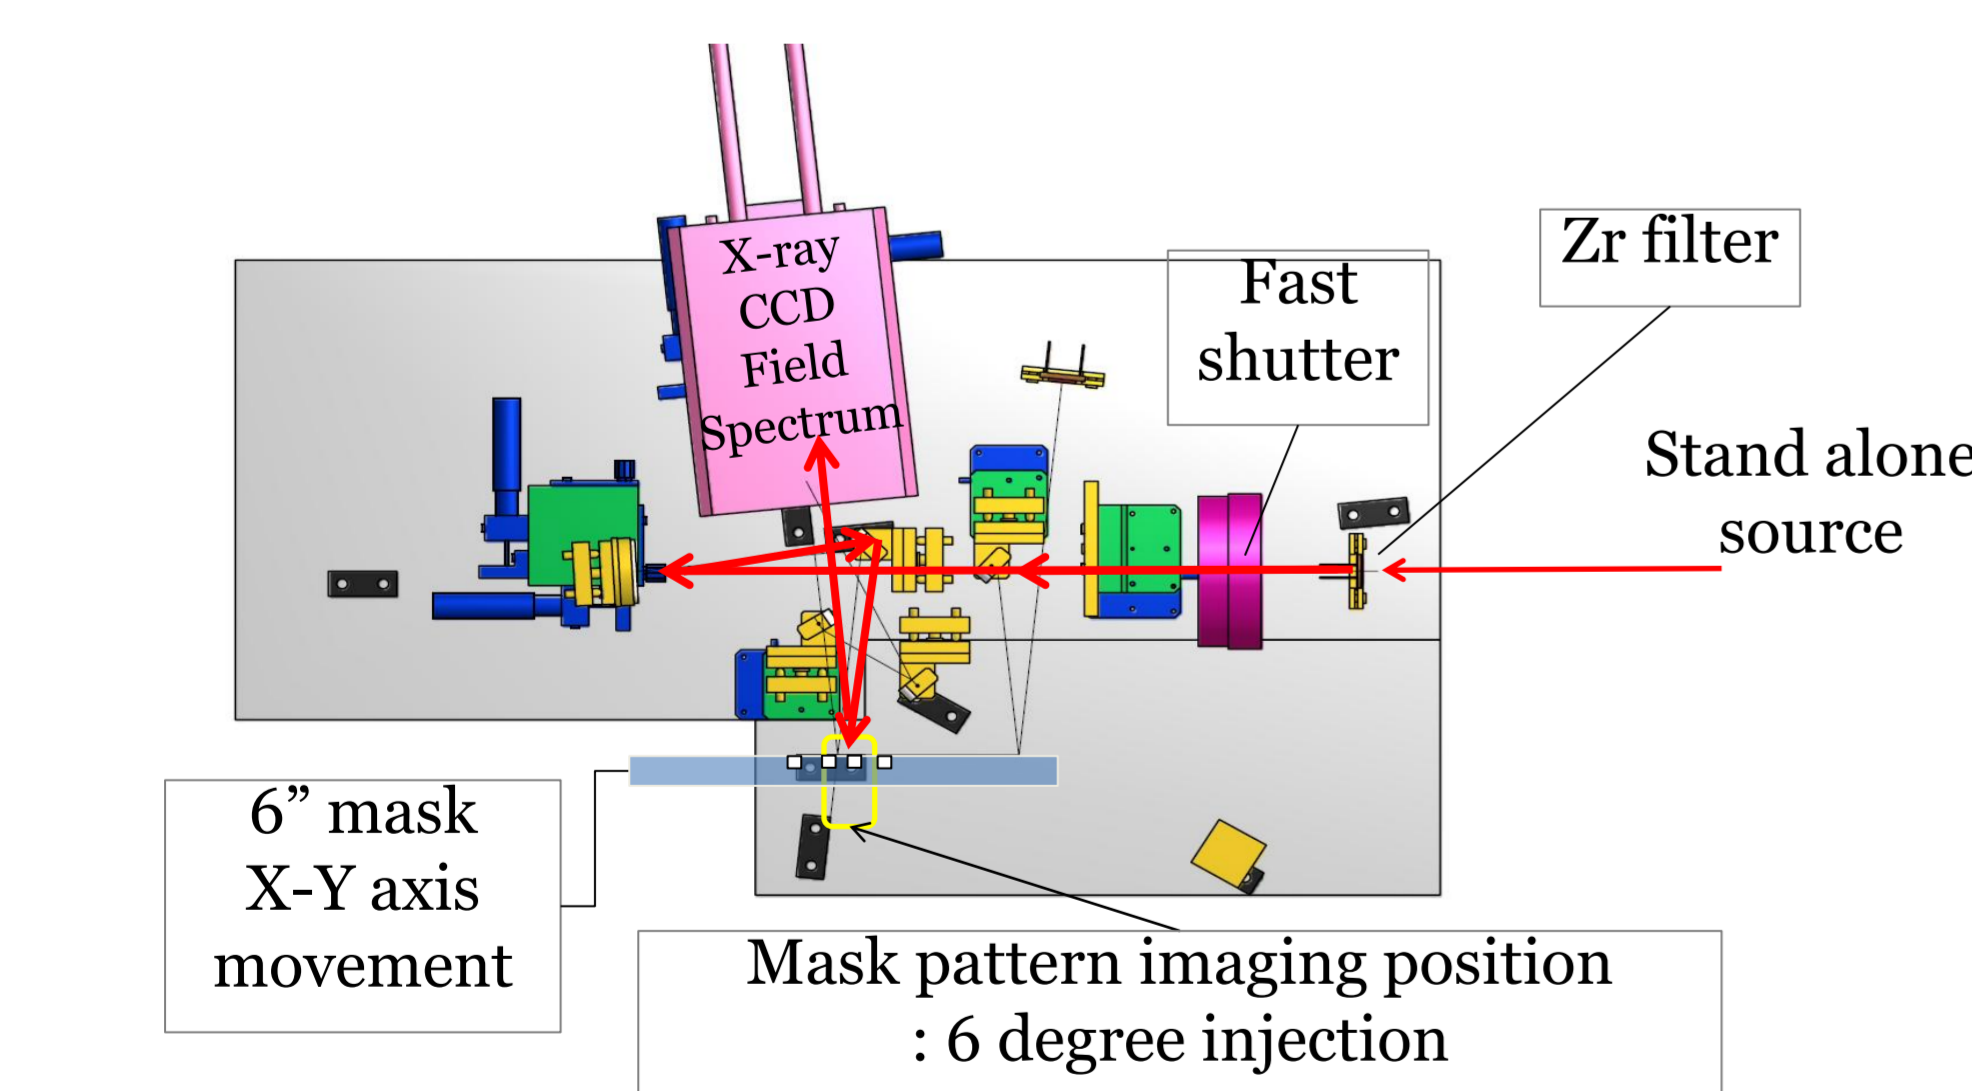 X-ray
CCD
Field
Spectrum
Fast
shutter
Zr filter
Stand alone
source
6” mask
X-Y axis
movement
Mask pattern imaging position
: 6 degree injection